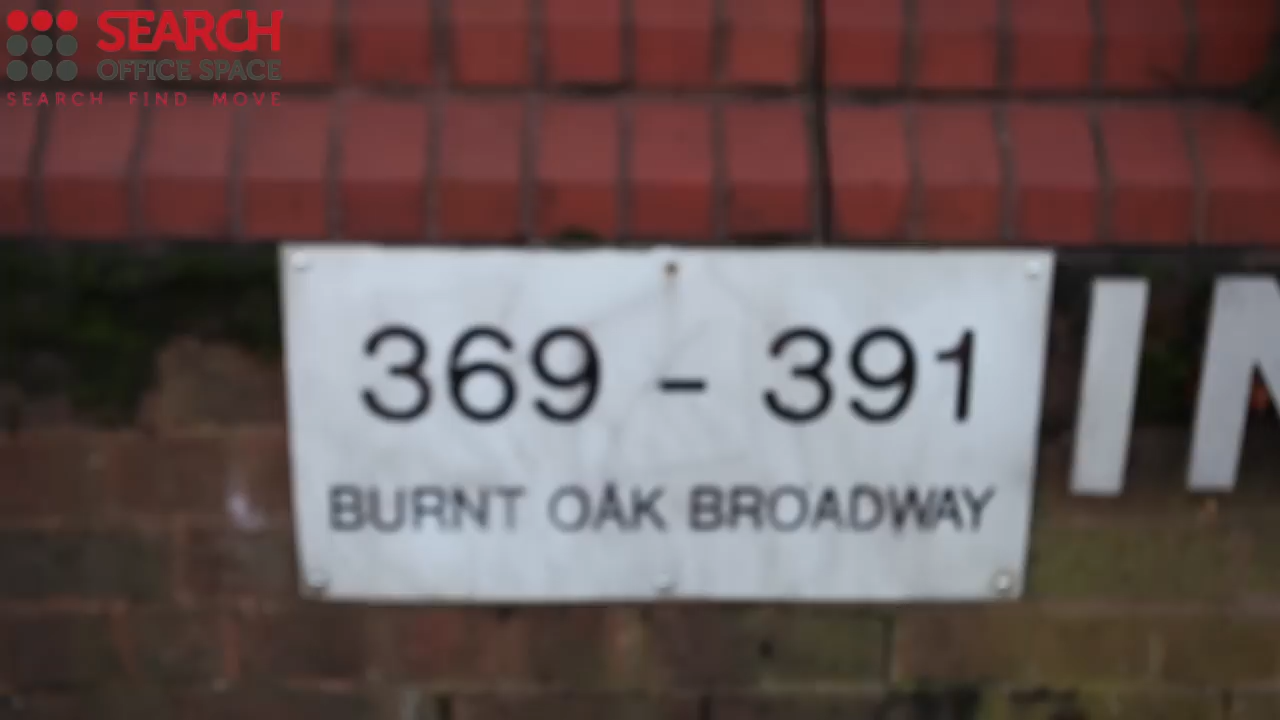 SEARCH
OFFICE SPACE
SEARCH FIND MOVE
369 - 391
BURNT OAK BROADWAY